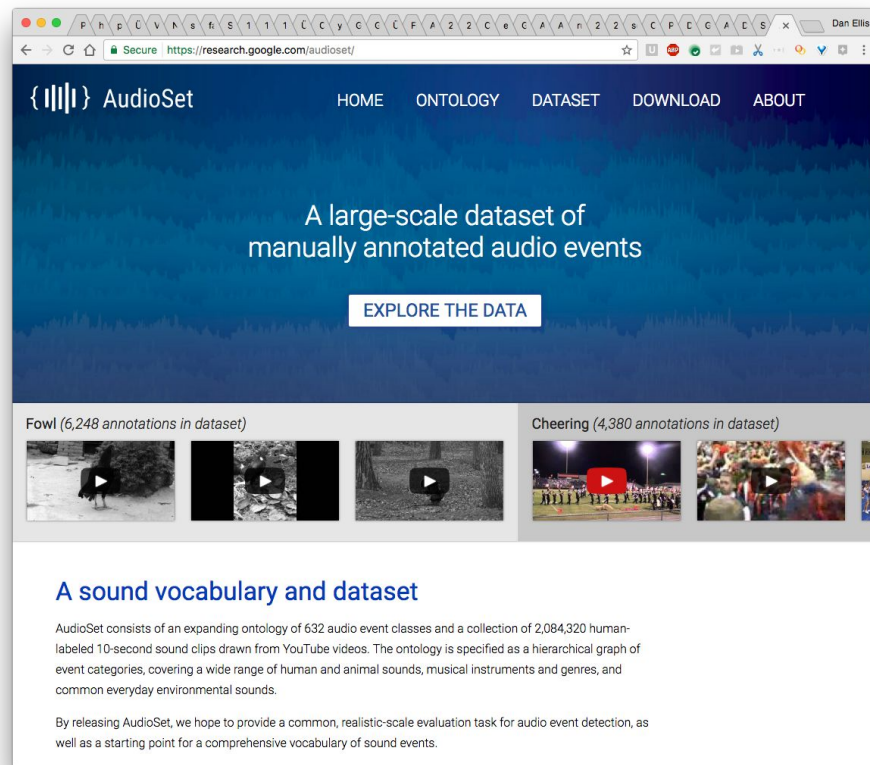 Dan Ellis
Secure https://research.google.com/audioset/
AudioSet HOME ONTOLOGY DATASET DOWNLOAD ABOUT
A large-scale dataset of
manually annotated audio events
EXPLORE THE DATA
Fowl (6,248 annotations in dataset) Cheering (4,380 annotations in dataset)
A sound vocabulary and dataset
AudioSet consists of an expanding ontology of 632 audio event classes and a collection of 2,084,320 human-
labeled 10-second sound clips drawn from YouTube videos. The ontology is specified as a hierarchical graph of
event categories, covering a wide range of human and animal sounds, musical instruments and genres, and
common everyday environmental sounds.
By releasing AudioSet, we hope to provide a common, realistic-scale evaluation task for audio event detection, as
well as a starting point for a comprehensive vocabulary of sound events.